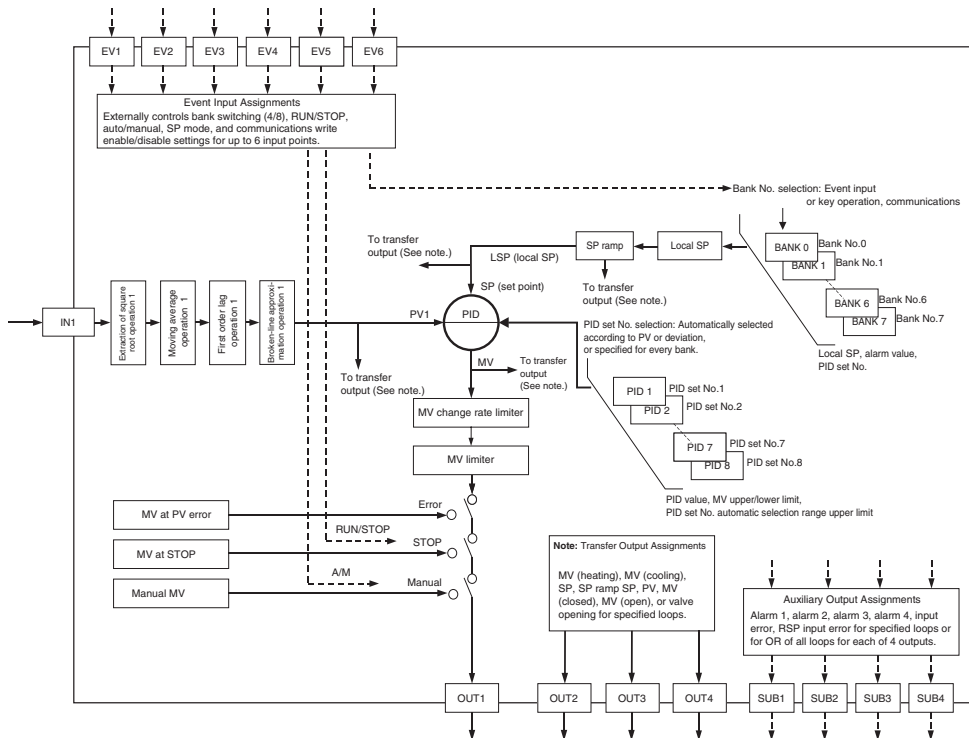 EV1 EV2 EV3 EV4 EV5 EV6
Event Input Assignments
Externally controls bank switching (4/8), RUN/STOP,
auto/manual, SP mode, and communications write
enable/disable settings for up to 6 input points.
Bank No. selection: Event input
or key operation, communications
BANK 0 Bank No.0
BANK 1 Bank No.1
BANK 6 Bank No.6
BANK 7 Bank No.7
Local SP, alarm value,
PID set No.
To transfer
output (See note.)
LSP (local SP)
SP ramp
Local SP
To transfer
output (See note.)
SP (set point)
IN1
Extraction of square
root operation 1
Moving average
operation 1
First order lag
operation 1
Broken-line approxi-
mation operation 1
PV1
PID
To transfer
output (See note.)
MV
To transfer
output
(See note.)
PID set No. selection: Automatically selected
according to PV or deviation,
or specified for every bank.
PID 1 PID set No.1
PID 2 PID set No.2
PID 7 PID set No.7
PID 8 PID set No.8
PID value, MV upper/lower limit,
PID set No. automatic selection range upper limit
MV change rate limiter
MV limiter
MV at PV error
Error
RUN/STOP
MV at STOP
STOP
A/M
Manual MV
Manual
Note: Transfer Output Assignments
MV (heating), MV (cooling),
SP, SP ramp SP, PV, MV
(closed), MV (open), or valve
opening for specified loops.
Auxiliary Output Assignments
Alarm 1, alarm 2, alarm 3, alarm 4, input
error, RSP input error for specified loops or
for OR of all loops for each of 4 outputs.
OUT1 OUT2 OUT3 OUT4 SUB1 SUB2 SUB3 SUB4